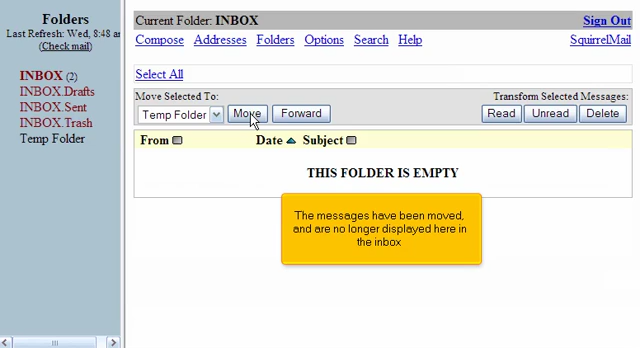 Folders
Last Refresh: Wed, 8:48 a
(Check mail)
INBOX (2)
INBOX.Drafts
INBOX.Sent
INBOX.Trash
Temp Folder
Current Folder: INBOX
Sign Out
Compose Addresses Folders Options Search Help
SquirrelMail
Select All
Move Selected To:
Transform Selected Messages:
Temp Folder Move Forward
Read Unread Delete
From Date Subject
THIS FOLDER IS EMPTY
The messages have been moved,
and are no longer displayed here in
the inbox